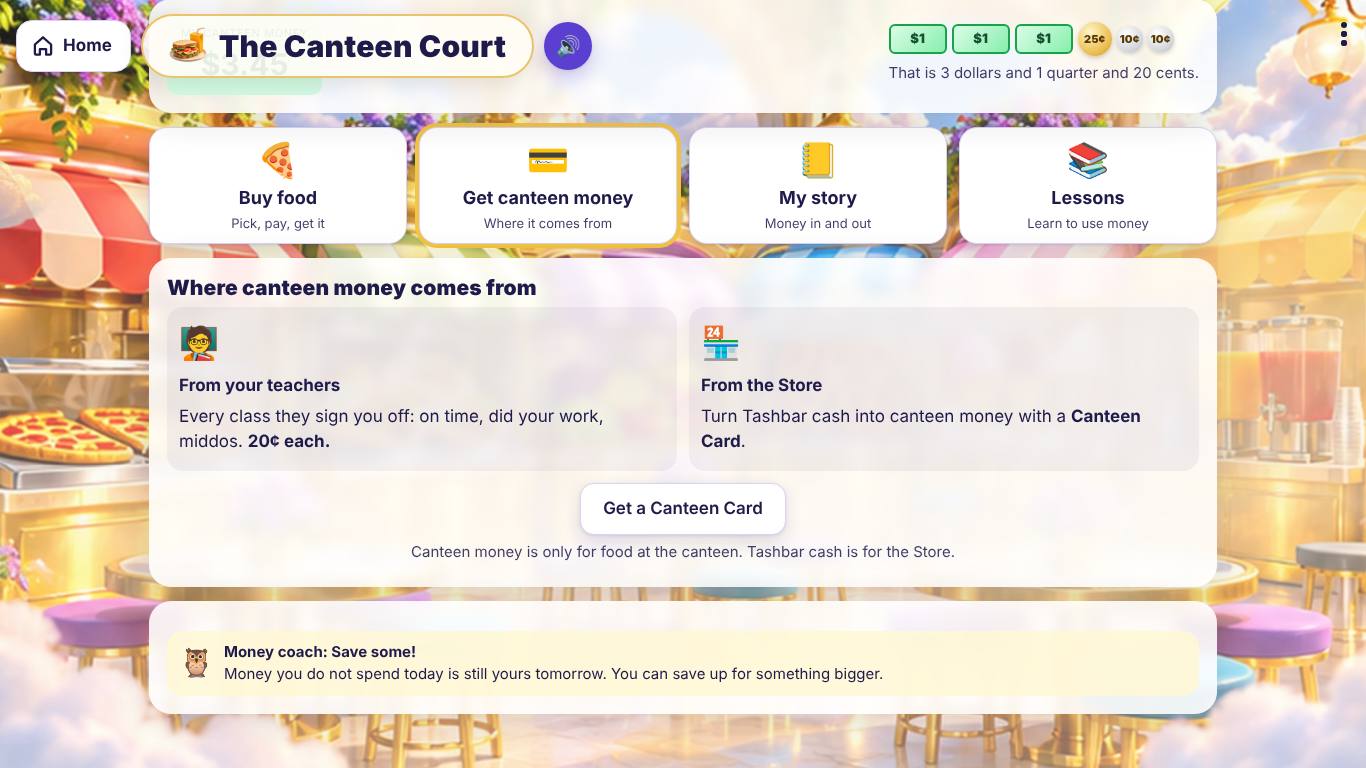 Home
The Canteen Court
$3.45
$1 $1 $1 25¢ 10¢ 10¢
That is 3 dollars and 1 quarter and 20 cents.
Buy food
Pick, pay, get it
Get canteen money
Where it comes from
My story
Money in and out
Lessons
Learn to use money
Where canteen money comes from
24
From your teachers
Every class they sign you off: on time, did your work,
middos. 20¢ each.
From the Store
Turn Tashbar cash into canteen money with a Canteen
Card.
Get a Canteen Card
Canteen money is only for food at the canteen. Tashbar cash is for the Store.
Money coach: Save some!
Money you do not spend today is still yours tomorrow. You can save up for something bigger.